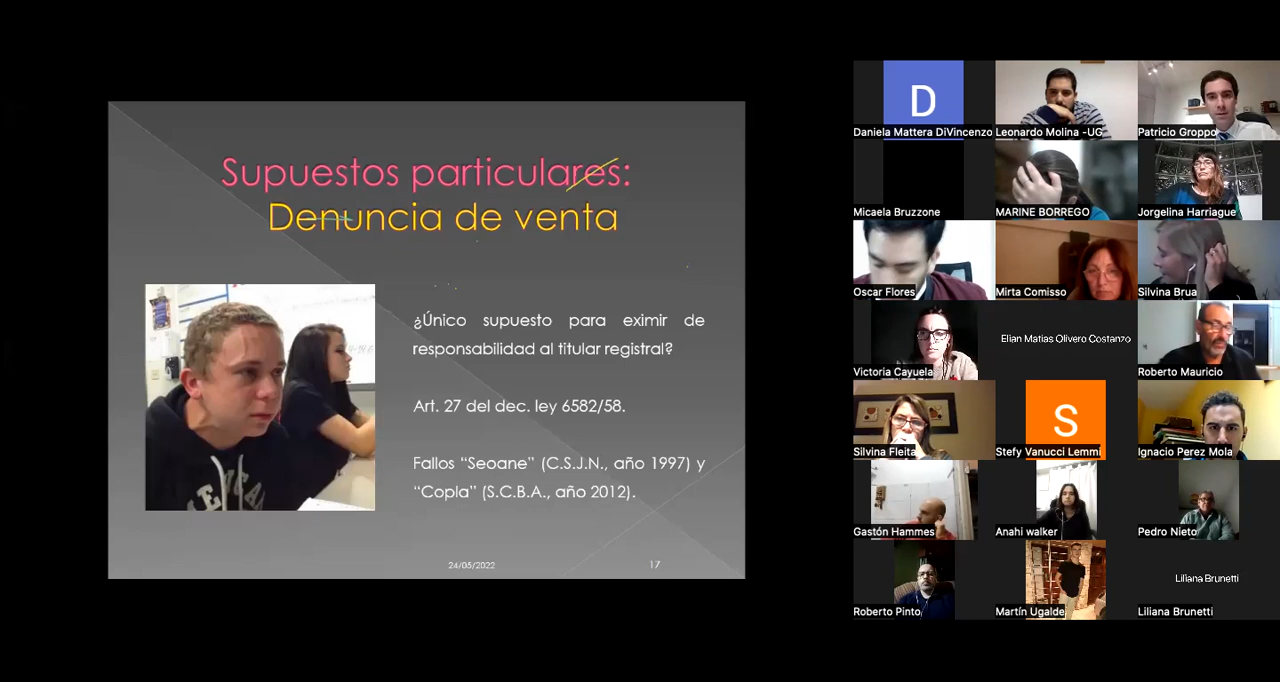 Supuestos particulares:
Denuncia de venta
¿Único supuesto para eximir de
responsabilidad al titular registral?
Art. 27 del dec. ley 6582/58.
Fallos “Seoane” (C.S.J.N., año 1997) y
“Copla” (S.C.B.A., año 2012).
24/05/2022
17
D
Daniela Mattera DiVincenzo
Leonardo Molina -UG
Patricio Groppo
Micaela Bruzzone
MARINE BORREGO
Jorgelina Harriague
Oscar Flores
Mirta Comisso
Silvina Brua
Victoria Cayuela
Elian Matias Olivero Costanzo
Roberto Mauricio
Silvina Fleita
S
Stefy Vanucci Lemmi
Ignacio Perez Mola
Gastón Hammes
Anahi walker
Pedro Nieto
Roberto Pinto
Martín Ugalde
Liliana Brunetti
Liliana Brunetti